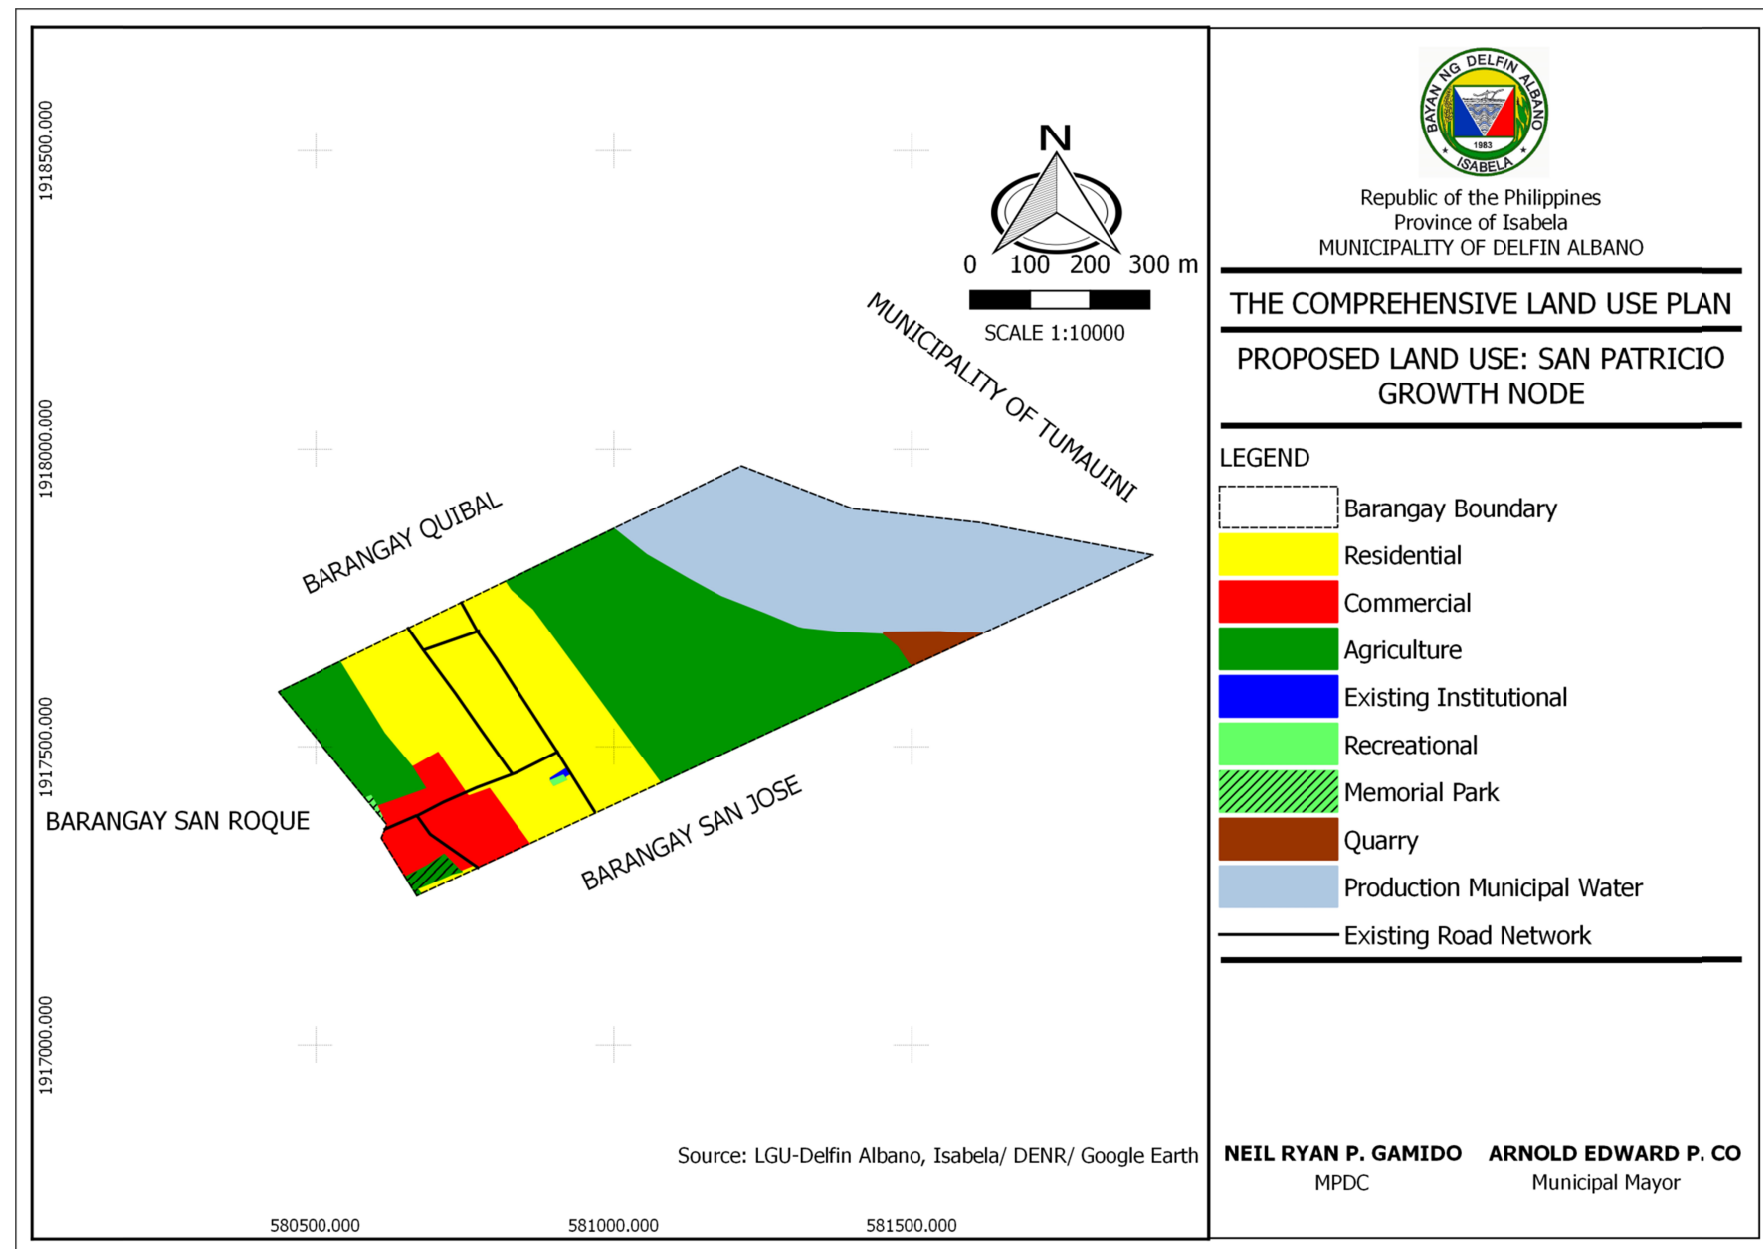 1918500.000
1918000.000
1917500.000
1917000.000
580500.000
581000.000
581500.000
N
0 100 200 300 m
SCALE 1:10000
MUNICIPALITY OF TUMAUINI
BARANGAY QUIBAL
BARANGAY SAN ROQUE
BARANGAY SAN JOSE
Source: LGU-Delfin Albano, Isabela/ DENR/ Google Earth
BAYAN NG DELFIN ALBANO
1983
ISABELA
Republic of the Philippines
Province of Isabela
MUNICIPALITY OF DELFIN ALBANO
THE COMPREHENSIVE LAND USE PLAN
PROPOSED LAND USE: SAN PATRICIO
GROWTH NODE
LEGEND
Barangay Boundary
Residential
Commercial
Agriculture
Existing Institutional
Recreational
Memorial Park
Quarry
Production Municipal Water
Existing Road Network
NEIL RYAN P. GAMIDO ARNOLD EDWARD P. CO
MPDC Municipal Mayor